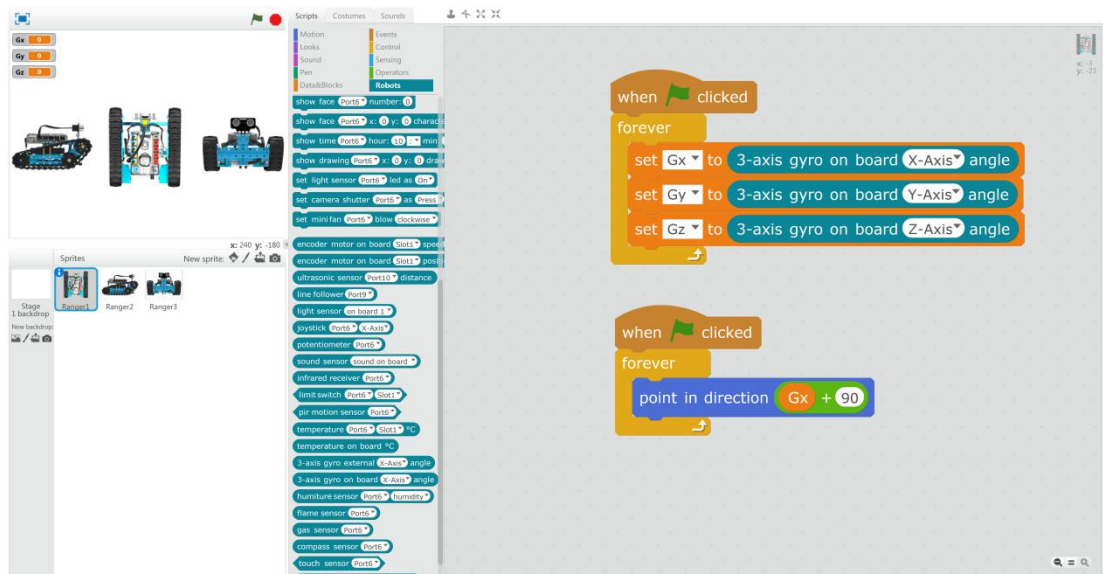 Gx 0
Gy 0
Gz 0
x: 240 y: -180
Sprites
New sprite:
Stage
1 backdrop
New backdrop:
Ranger1
Ranger2
Ranger3
Scripts Costumes Sounds
Motion Events
Looks Control
Sound Sensing
Pen Operators
Data&Blocks Robots
show face Port6 number: 0
show face Port6 x: 0 y: 0 charac
show time Port6 hour: 10 : min
show drawing Port6 x: 0 y: 0 draw
set light sensor Port6 led as On
set camera shutter Port6 as Press
set mini fan Port6 blow clockwise
encoder motor on board Slot1 spee
encoder motor on board Slot1 posi
ultrasonic sensor Port10 distance
line follower Port9
light sensor on board 1
joystick Port6 X-Axis
potentiometer Port6
sound sensor sound on board
infrared receiver Port6
limit switch Port6 Slot1
pir motion sensor Port6
temperature Port6 Slot1 °C
temperature on board °C
3-axis gyro external X-Axis angle
3-axis gyro on board X-Axis angle
humiture sensor Port6 humidity
flame sensor Port6
gas sensor Port6
compass sensor Port6
touch sensor Port6
x: -3
y: -23
when clicked
forever
set Gx to 3-axis gyro on board X-Axis angle
set Gy to 3-axis gyro on board Y-Axis angle
set Gz to 3-axis gyro on board Z-Axis angle
when clicked
forever
point in direction Gx + 90